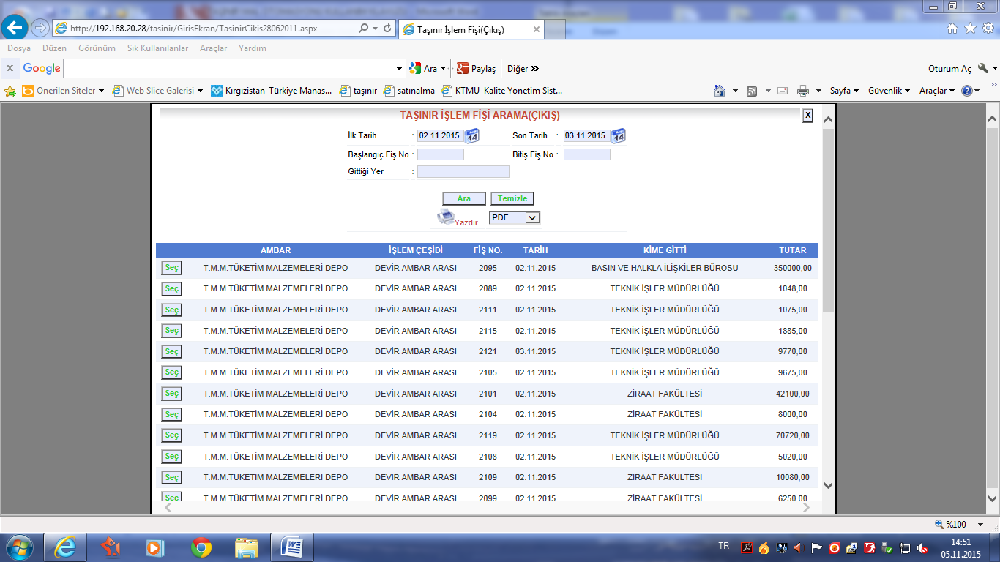 http://192.168.20.28/tasinir/GirisEkran/TasinirCikis28062011.aspx
Taşınır İşlem Fişi(Çıkış)
Dosya Düzen Görünüm Sık Kullanılanlar Araçlar Yardım
x Google Ara Paylaş Diğer » Oturum Aç
Önerilen Siteler Web Slice Galerisi Kırgızistan-Türkiye Manas... taşınır satınalma KTMÜ Kalite Yonetim Sist... Sayfa Güvenlik Araçlar
TAŞINIR İŞLEM FİŞİ ARAMA(ÇIKIŞ) X
İlk Tarih : 02.11.2015 Son Tarih : 03.11.2015
Başlangıç Fiş No : Bitiş Fiş No :
Gittiği Yer :
Ara Temizle
Yazdır PDF
AMBAR İŞLEM ÇEŞİDİ FİŞ NO. TARİH KİME GİTTİ TUTAR
Seç T.M.M.TÜKETİM MALZEMELERİ DEPO DEVİR AMBAR ARASI 2095 02.11.2015 BASIN VE HALKLA İLİŞKİLER BÜROSU 350000,00
Seç T.M.M.TÜKETİM MALZEMELERİ DEPO DEVİR AMBAR ARASI 2089 02.11.2015 TEKNİK İŞLER MÜDÜRLÜĞÜ 1048,00
Seç T.M.M.TÜKETİM MALZEMELERİ DEPO DEVİR AMBAR ARASI 2111 02.11.2015 TEKNİK İŞLER MÜDÜRLÜĞÜ 1075,00
Seç T.M.M.TÜKETİM MALZEMELERİ DEPO DEVİR AMBAR ARASI 2115 02.11.2015 TEKNİK İŞLER MÜDÜRLÜĞÜ 1885,00
Seç T.M.M.TÜKETİM MALZEMELERİ DEPO DEVİR AMBAR ARASI 2121 03.11.2015 TEKNİK İŞLER MÜDÜRLÜĞÜ 9770,00
Seç T.M.M.TÜKETİM MALZEMELERİ DEPO DEVİR AMBAR ARASI 2105 02.11.2015 TEKNİK İŞLER MÜDÜRLÜĞÜ 9675,00
Seç T.M.M.TÜKETİM MALZEMELERİ DEPO DEVİR AMBAR ARASI 2101 02.11.2015 ZİRAAT FAKÜLTESİ 42100,00
Seç T.M.M.TÜKETİM MALZEMELERİ DEPO DEVİR AMBAR ARASI 2104 02.11.2015 ZİRAAT FAKÜLTESİ 8000,00
Seç T.M.M.TÜKETİM MALZEMELERİ DEPO DEVİR AMBAR ARASI 2119 02.11.2015 TEKNİK İŞLER MÜDÜRLÜĞÜ 70720,00
Seç T.M.M.TÜKETİM MALZEMELERİ DEPO DEVİR AMBAR ARASI 2108 02.11.2015 TEKNİK İŞLER MÜDÜRLÜĞÜ 5020,00
Seç T.M.M.TÜKETİM MALZEMELERİ DEPO DEVİR AMBAR ARASI 2109 02.11.2015 ZİRAAT FAKÜLTESİ 10080,00
Seç T.M.M.TÜKETİM MALZEMELERİ DEPO DEVİR AMBAR ARASI 2099 02.11.2015 ZİRAAT FAKÜLTESİ 6250,00
%100
TR 14:51
05.11.2015